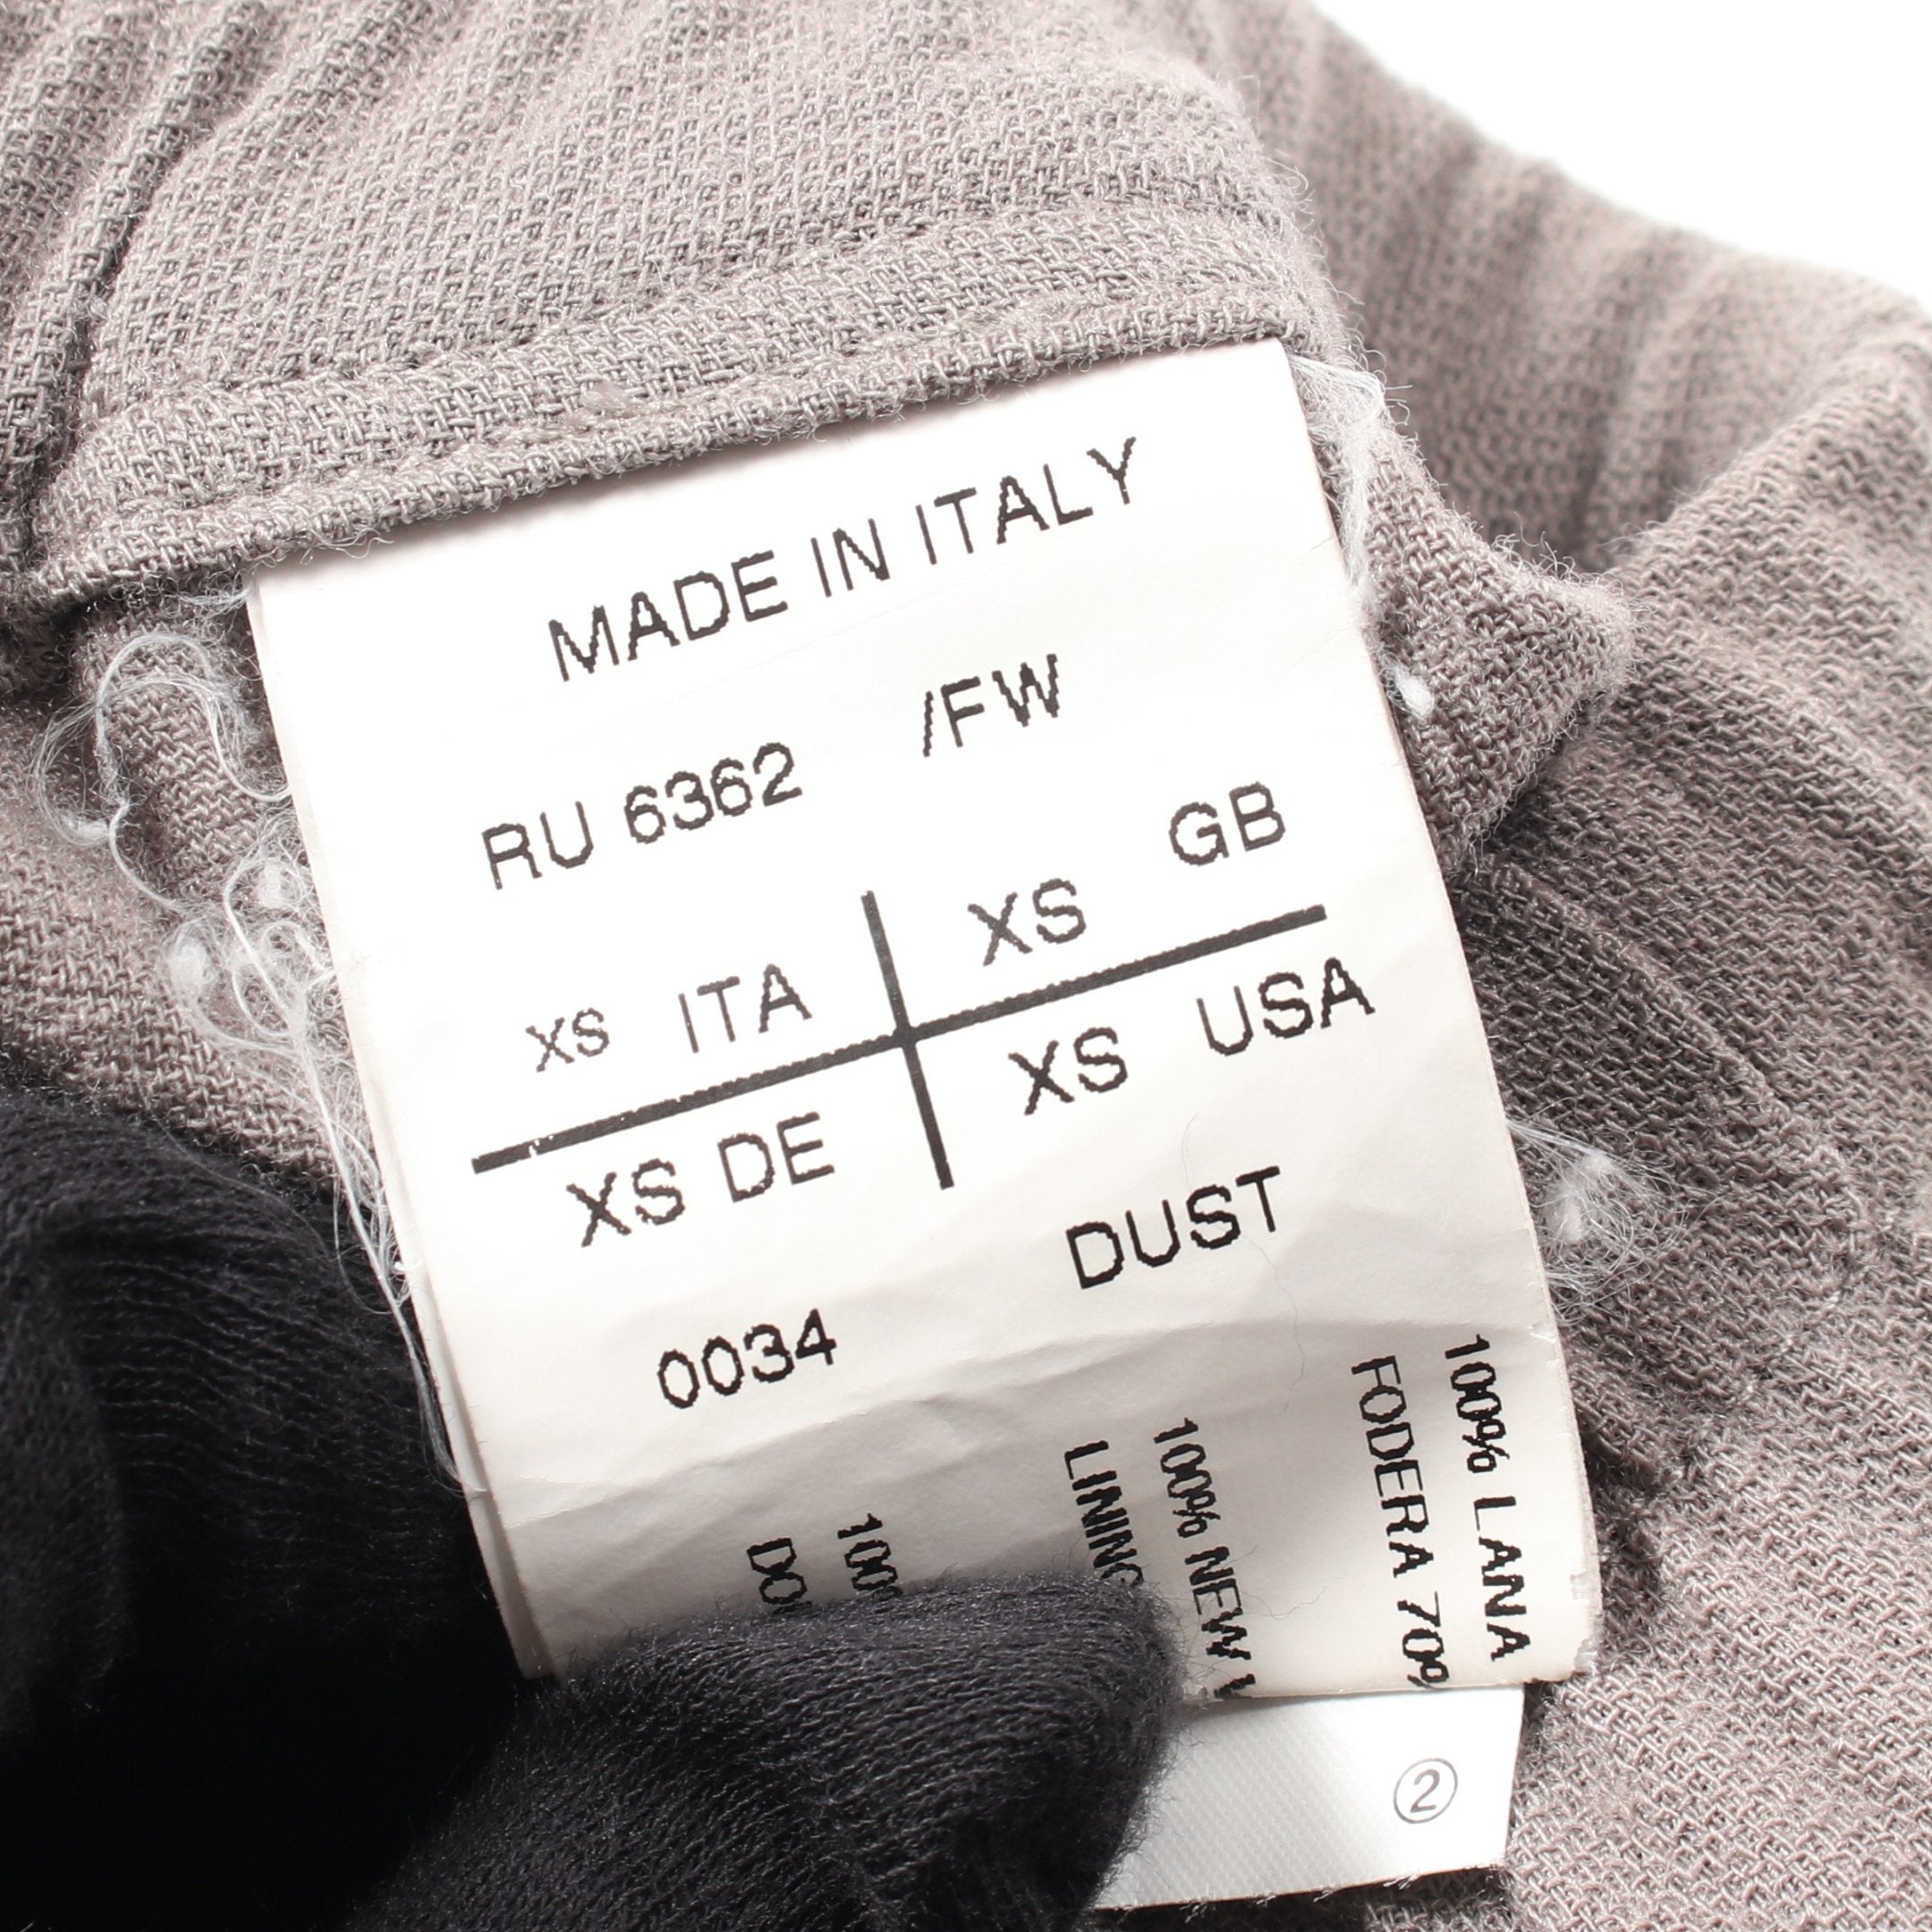 MADE IN ITALY
RU 6362 /FW
XS ITA XS GB
XS DE XS USA
0034 DUST
100% LANA
FODERA 70%
100% NEW
LINING
②